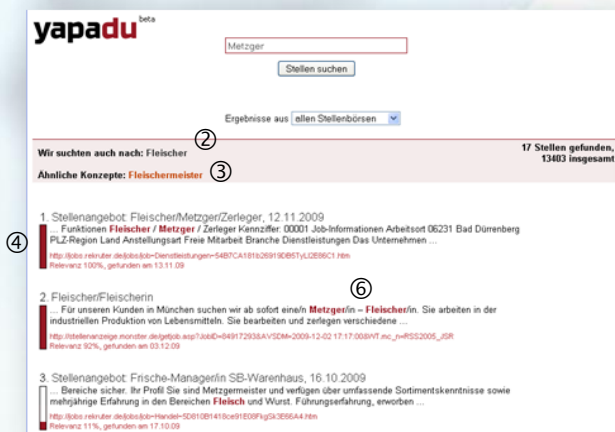 yapadu beta
Metzger
Stellen suchen
Ergebnisse aus allen Stellenbörsen
②
Wir suchten auch nach: Fleischer
17 Stellen gefunden,
13403 insgesamt
Ähnliche Konzepte: Fleischermeister ③
1. Stellenangebot: Fleischer/Metzger/Zerleger, 12.11.2009
④
... Funktionen Fleischer / Metzger / Zerleger Kennziffer: 00001 Job-Informationen Arbeitsort 06231 Bad Dürrenberg
PLZ-Region Land Anstellungsart Freie Mitarbeit Branche Dienstleistungen Das Unternehmen ...
Relevanz 100%, gefunden am 13.11.09
⑥
2. Fleischer/Fleischerin
... Für unseren Kunden in München suchen wir ab sofort eine/n Metzger/in – Fleischer/in. Sie arbeiten in der
industriellen Produktion von Lebensmitteln. Sie bearbeiten und zerlegen verschiedene ...
Relevanz 92%, gefunden am 03.12.09
3. Stellenangebot: Frische-Manager/in SB-Warenhaus, 16.10.2009
... Bereiche sicher. Ihr Profil Sie sind Metzgermeister und verfügen über umfassende Sortimentskenntnisse sowie
mehrjährige Erfahrung in den Bereichen Fleisch und Wurst. Führungserfahrung, erworben ...
Relevanz 11%, gefunden am 17.10.09